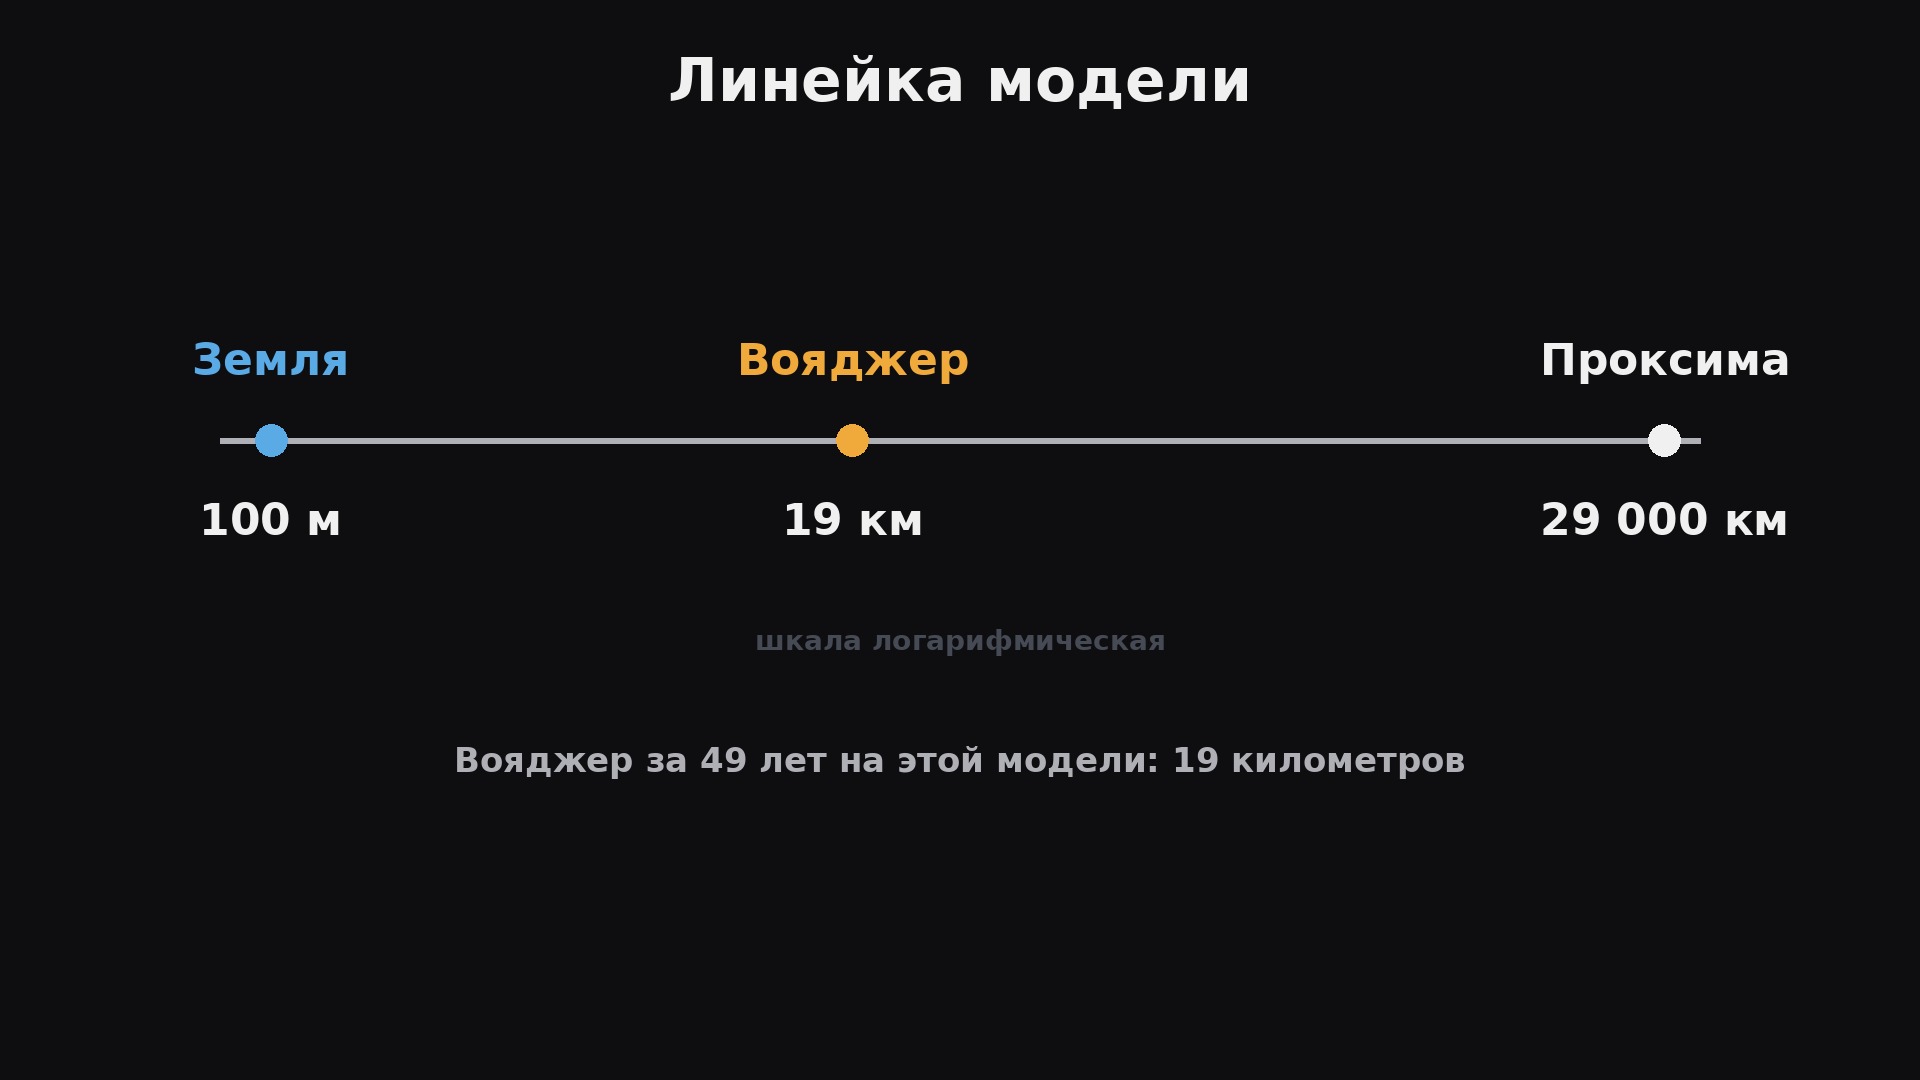 Линейка модели
Земля Вояджер Проксима
100 м 19 км 29 000 км
шкала логарифмическая
Вояджер за 49 лет на этой модели: 19 километров